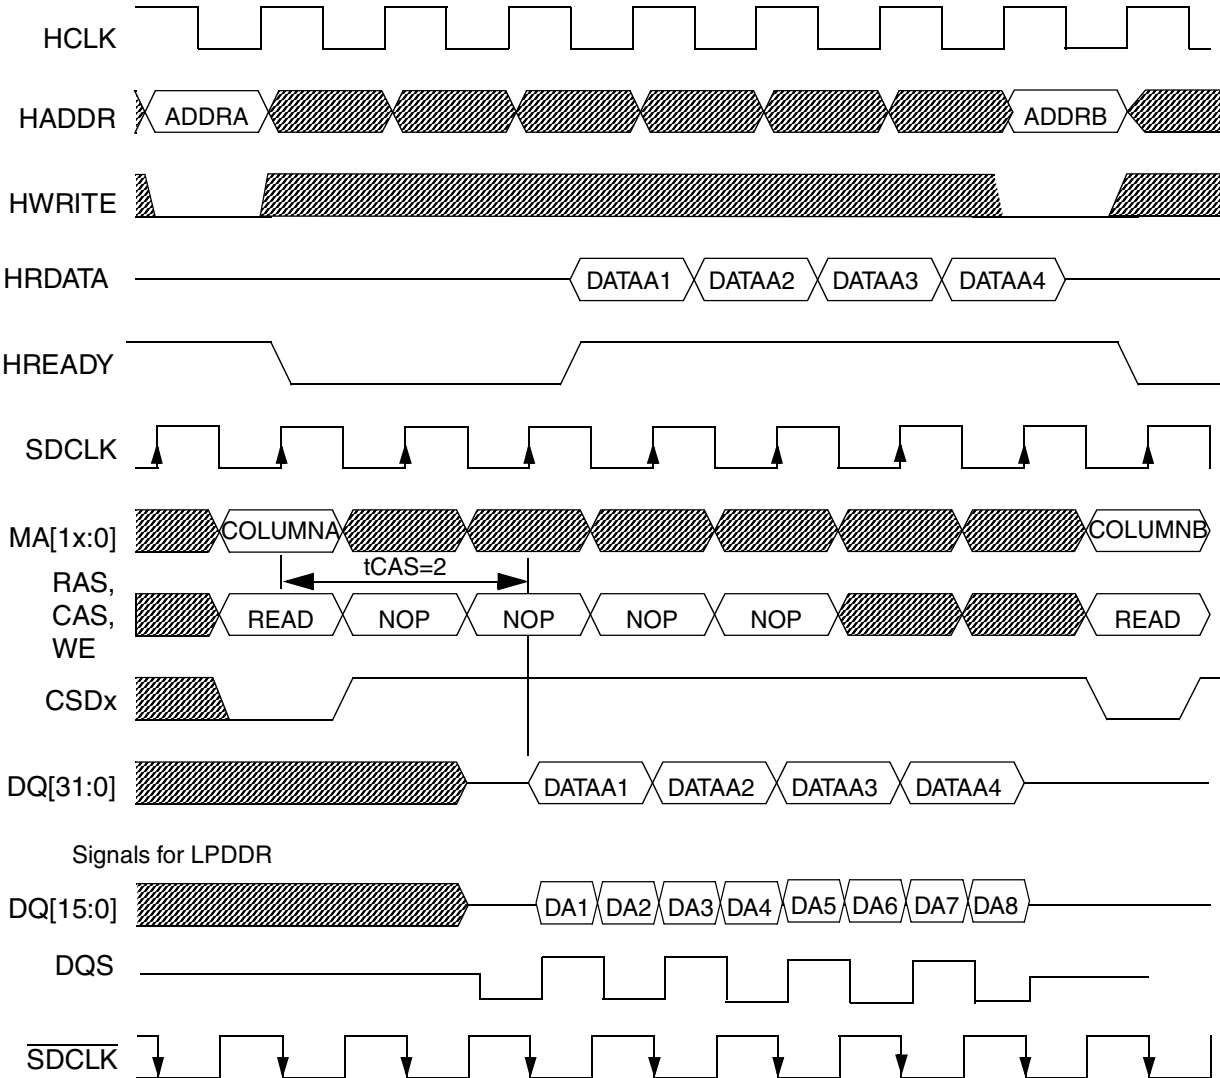 HCLK
HADDR ADDRA ADDRB
HWRITE
HRDATA DATAA1 DATAA2 DATAA3 DATAA4
HREADY
SDCLK
MA[1x:0] COLUMNA COLUMNB
tCAS=2
RAS,
CAS, READ NOP NOP NOP NOP READ
WE
CSDx
DQ[31:0] DATAA1 DATAA2 DATAA3 DATAA4
Signals for LPDDR
DQ[15:0] DA1 DA2 DA3 DA4 DA5 DA6 DA7 DA8
DQS
SDCLK